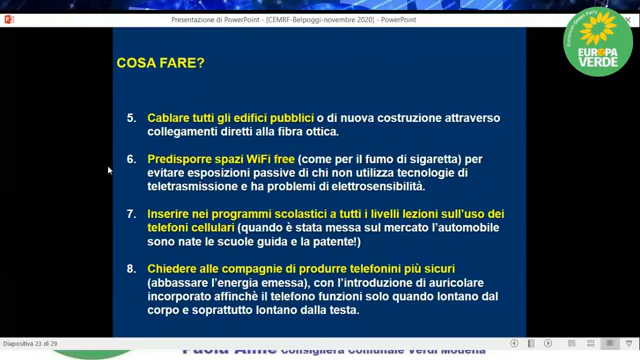 Presentazione di PowerPoint - [CEMRF-Belpoggi-novembre 2020] - PowerPoint
EUROPA
VERDE
COSA FARE?
5. Cablare tutti gli edifici pubblici o di nuova costruzione attraverso
collegamenti diretti alla fibra ottica.
6. Predisporre spazi WiFi free (come per il fumo di sigaretta) per
evitare esposizioni passive di chi non utilizza tecnologie di
teletrasmissione e ha problemi di elettrosensibilità.
7. Inserire nei programmi scolastici a tutti i livelli lezioni sull'uso dei
telefoni cellulari (quando è stata messa sul mercato l'automobile
sono nate le scuole guida e la patente!)
8. Chiedere alle compagnie di produrre telefonini più sicuri
(abbassare l'energia emessa), con l'introduzione di auricolare
incorporato affinchè il telefono funzioni solo quando lontano dal
corpo e soprattutto lontano dalla testa.
Diapositiva 23 di 29
Consigliera Comunale Verdi Modena